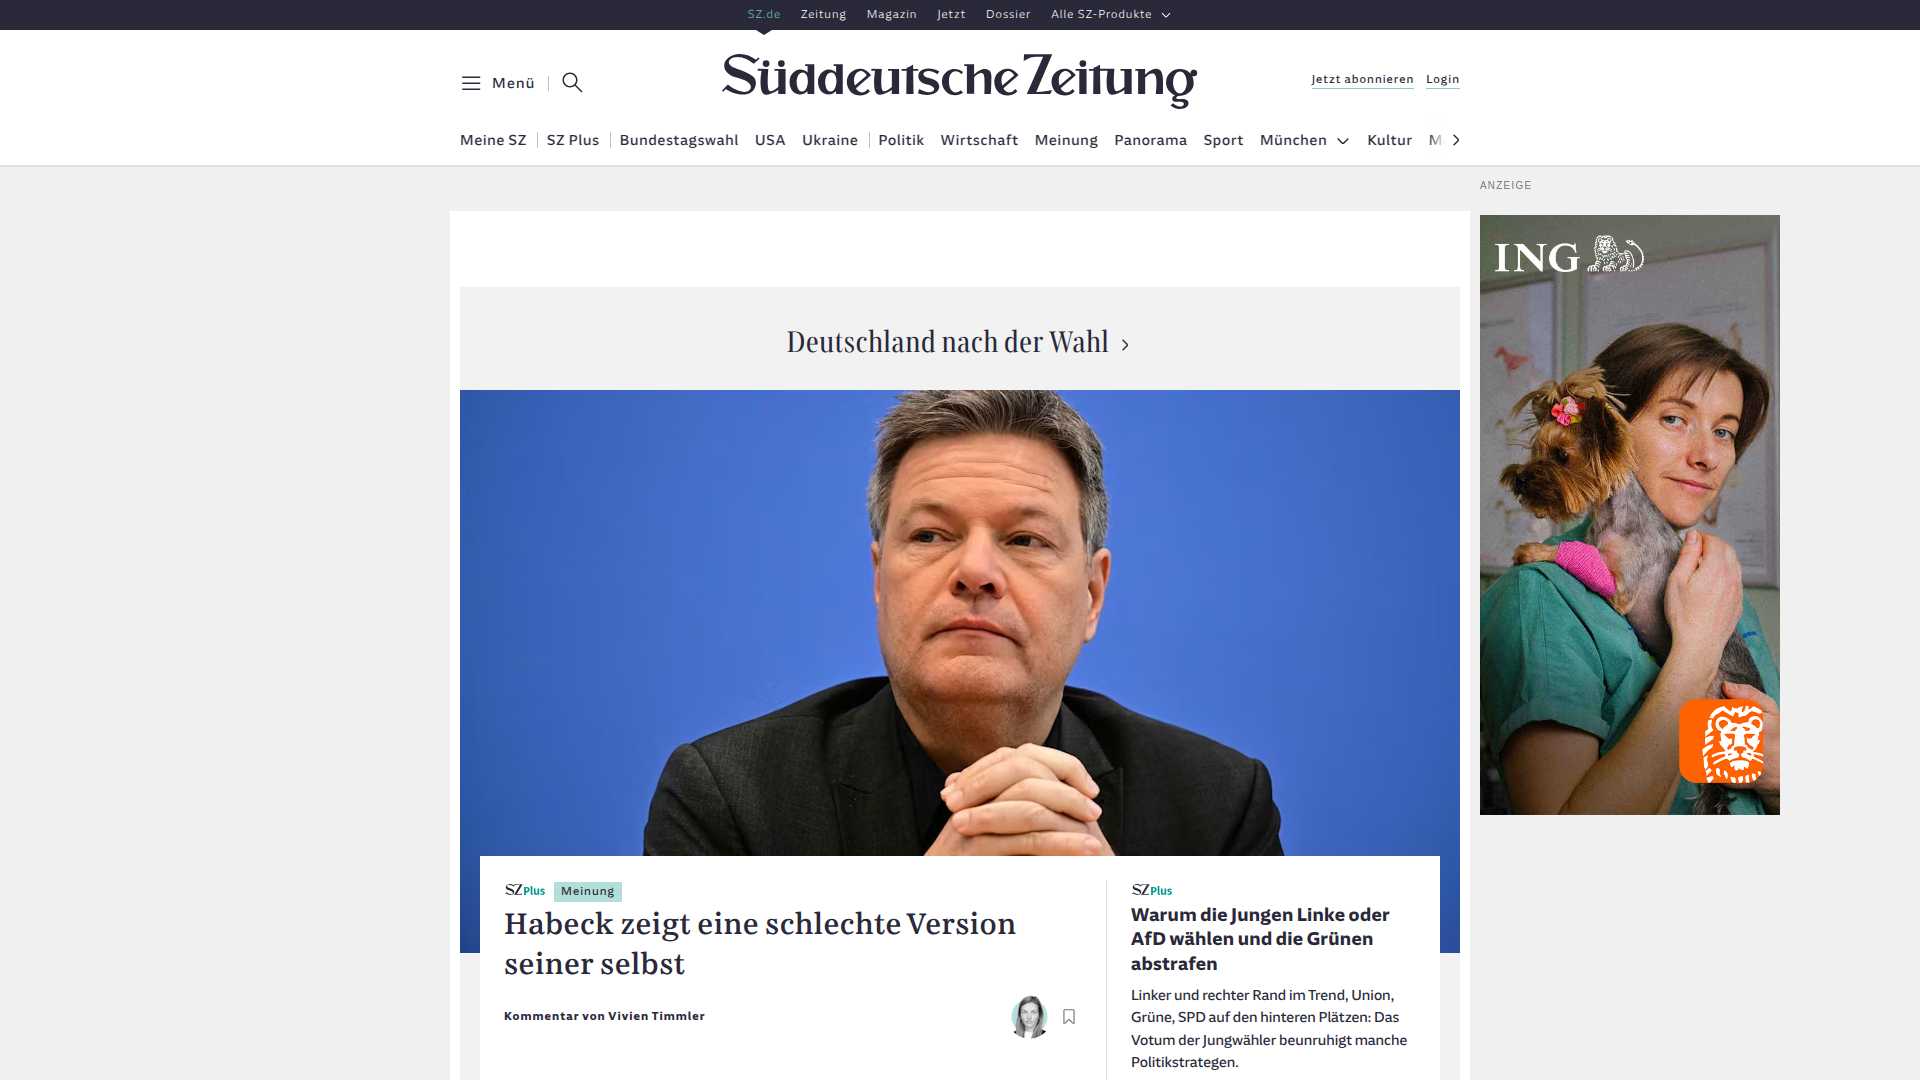 SZ.de Zeitung Magazin Jetzt Dossier Alle SZ-Produkte
Menü
Süddeutsche Zeitung
Jetzt abonnieren Login
Meine SZ SZ Plus Bundestagswahl USA Ukraine Politik Wirtschaft Meinung Panorama Sport München Kultur M
ANZEIGE
ING
Deutschland nach der Wahl
SZ Plus Meinung
Habeck zeigt eine schlechte Version
seiner selbst
Kommentar von Vivien Timmler
SZ Plus
Warum die Jungen Linke oder
AfD wählen und die Grünen
abstrafen
Linker und rechter Rand im Trend, Union,
Grüne, SPD auf den hinteren Plätzen: Das
Votum der Jungwähler beunruhigt manche
Politikstrategen.